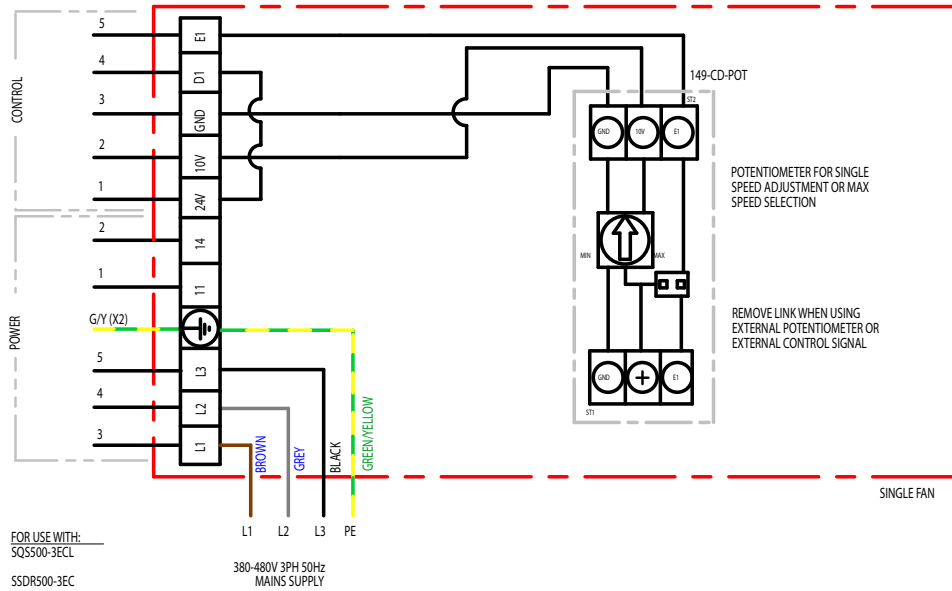 CONTROL
5
4
3
2
1
POWER
2
1
G/Y (X2)
5
4
3
E1
D1
GND
10V
24V
14
11
L3
L2
L1
BROWN
GREY
BLACK
GREEN/YELLOW
L1
L2
L3
PE
380-480V 3PH 50Hz
MAINS SUPPLY
149-CD-POT
ST2
GND
10V
E1
MIN
MAX
GND
+
E1
ST1
POTENTIOMETER FOR SINGLE
SPEED ADJUSTMENT OR MAX
SPEED SELECTION
REMOVE LINK WHEN USING
EXTERNAL POTENTIOMETER OR
EXTERNAL CONTROL SIGNAL
SINGLE FAN
FOR USE WITH:
SQS500-3ECL
SSDR500-3EC